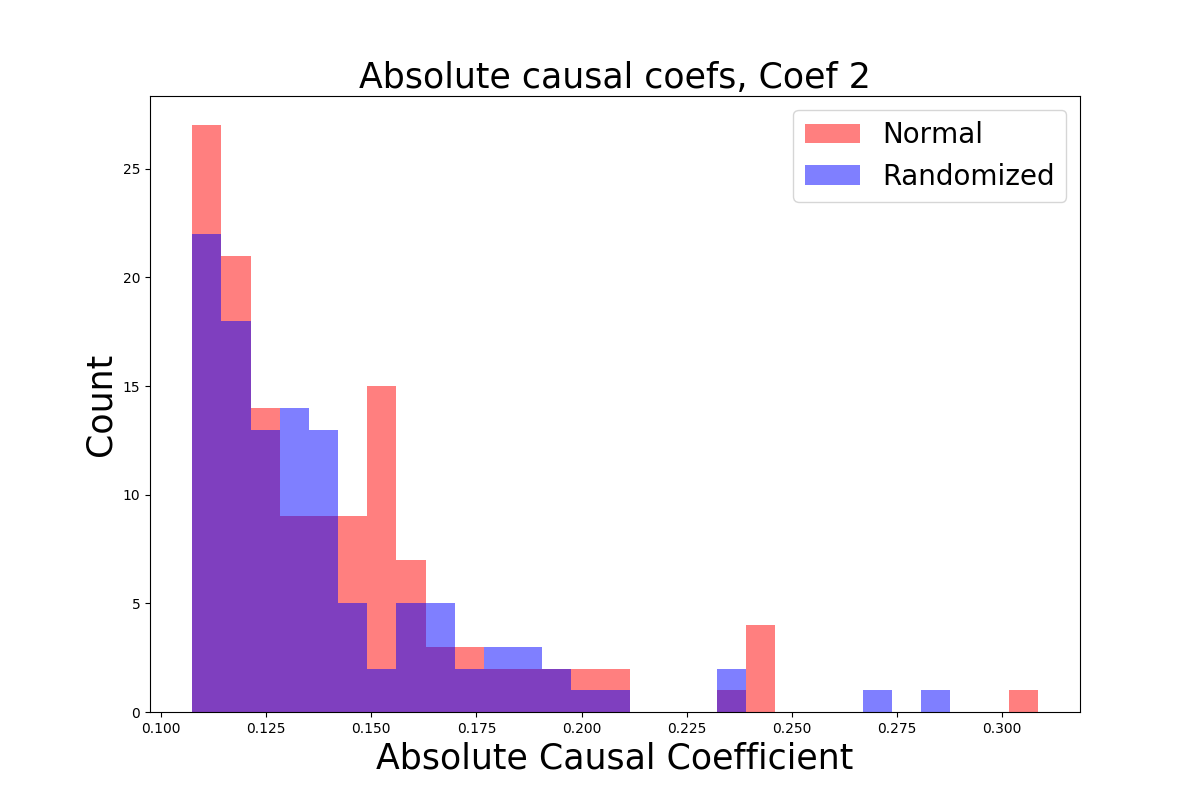 Absolute causal coefs, Coef 2
Normal
Randomized
25
20
15
10
5
0
Count
0.100 0.125 0.150 0.175 0.200 0.225 0.250 0.275 0.300
Absolute Causal Coefficient